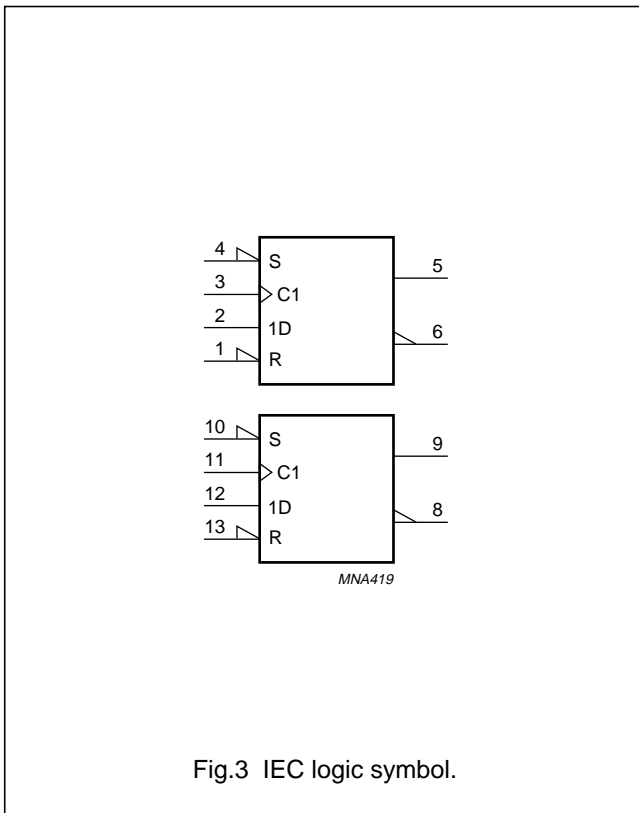 4 S 5
3 C1
2 1D 6
1 R
10 S 9
11 C1
12 1D 8
13 R
MNA419
Fig.3 IEC logic symbol.